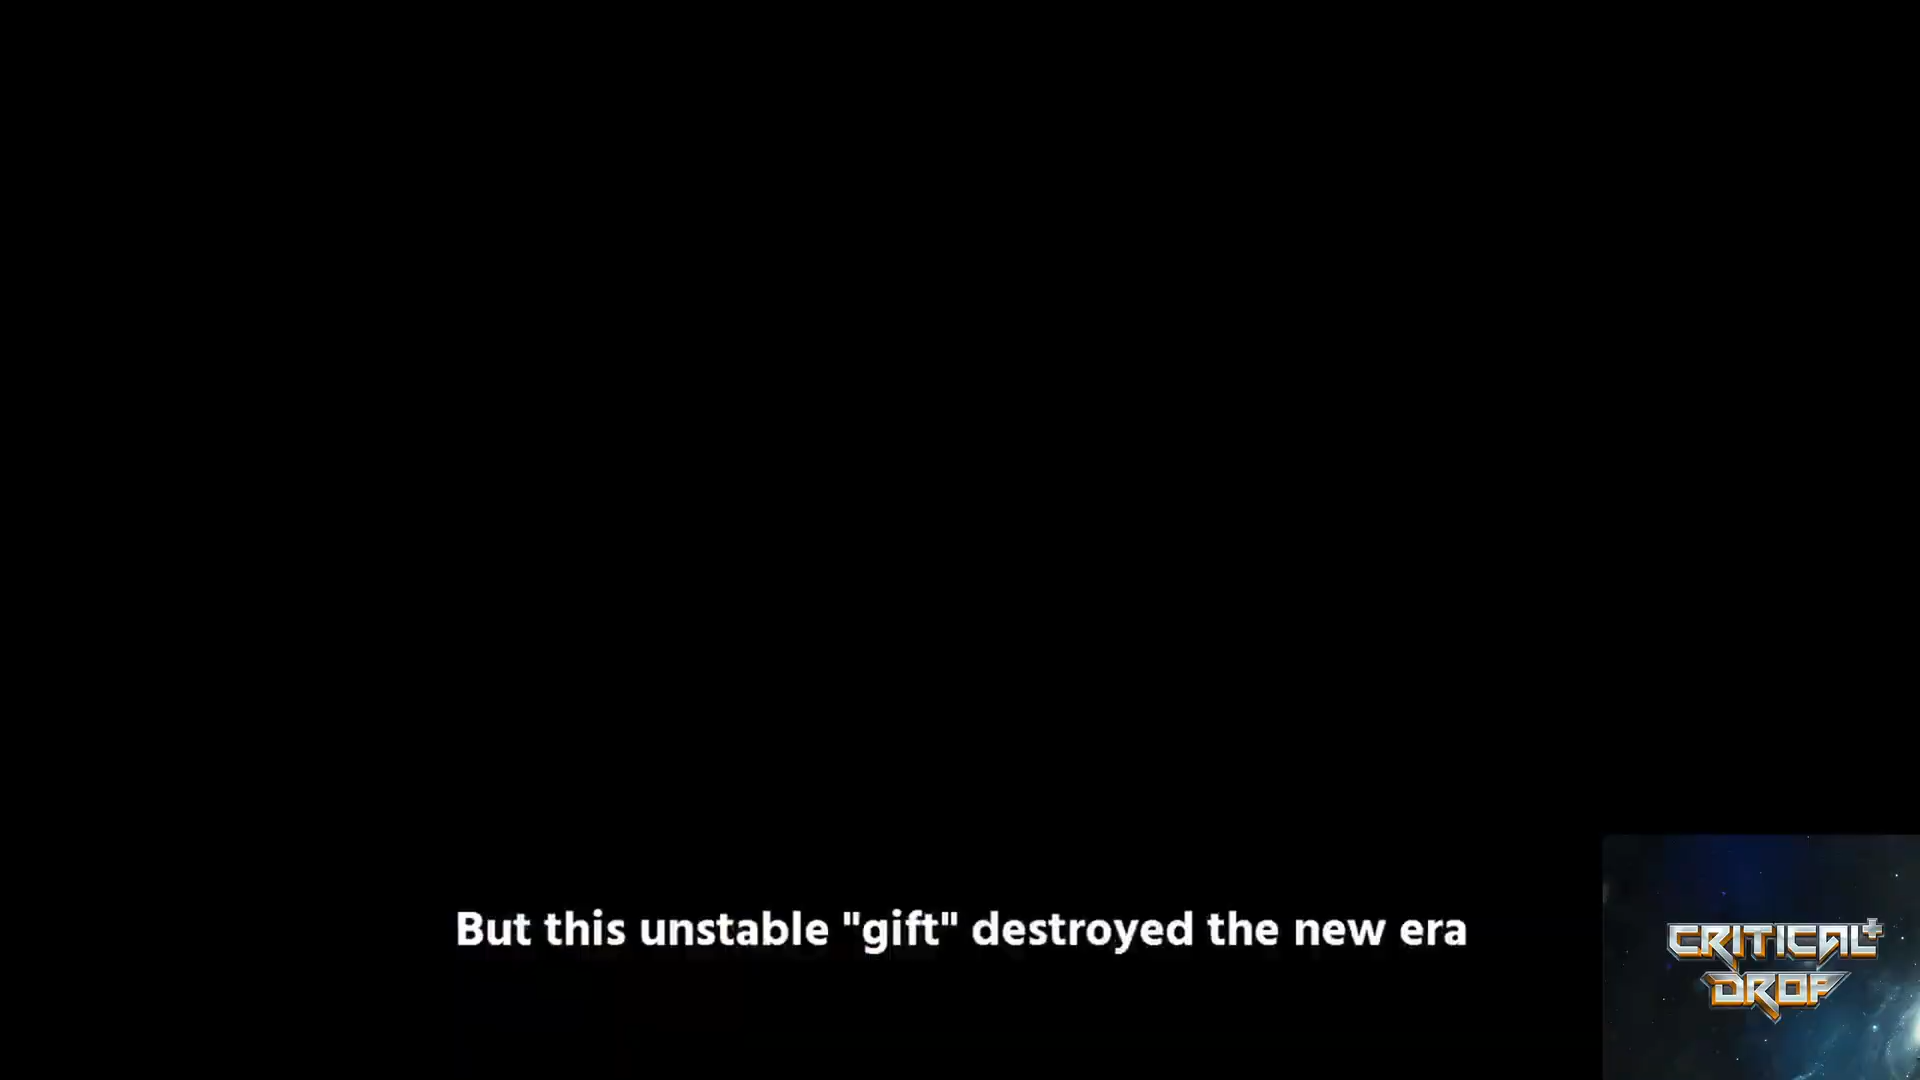 But this unstable "gift" destroyed the new era
CRITICAL
DROP